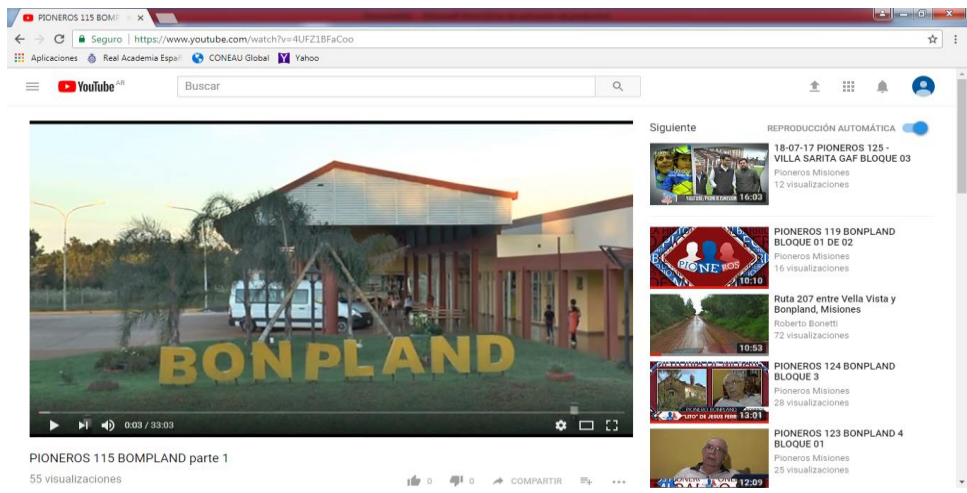 PIONEROS 115 BOMP
Seguro | https://www.youtube.com/watch?v=4UFZ1BFaCoo
Aplicaciones Real Academia Españ CONEAU Global Yahoo
YouTube AR
Buscar
BONPLAND
0:03 / 33:03
PIONEROS 115 BOMPLAND parte 1
55 visualizaciones
0 0 COMPARTIR
Siguiente REPRODUCCIÓN AUTOMÁTICA
16:03
18-07-17 PIONEROS 125 -
VILLA SARITA GAF BLOQUE 03
Pioneros Misiones
12 visualizaciones
PIONEROS
10:10
PIONEROS 119 BONPLAND
BLOQUE 01 DE 02
Pioneros Misiones
16 visualizaciones
10:53
Ruta 207 entre Vella Vista y
Bonpland, Misiones
Roberto Bonetti
72 visualizaciones
13:01
PIONEROS 124 BONPLAND
BLOQUE 3
Pioneros Misiones
28 visualizaciones
12:09
PIONEROS 123 BONPLAND 4
BLOQUE 01
Pioneros Misiones
25 visualizaciones